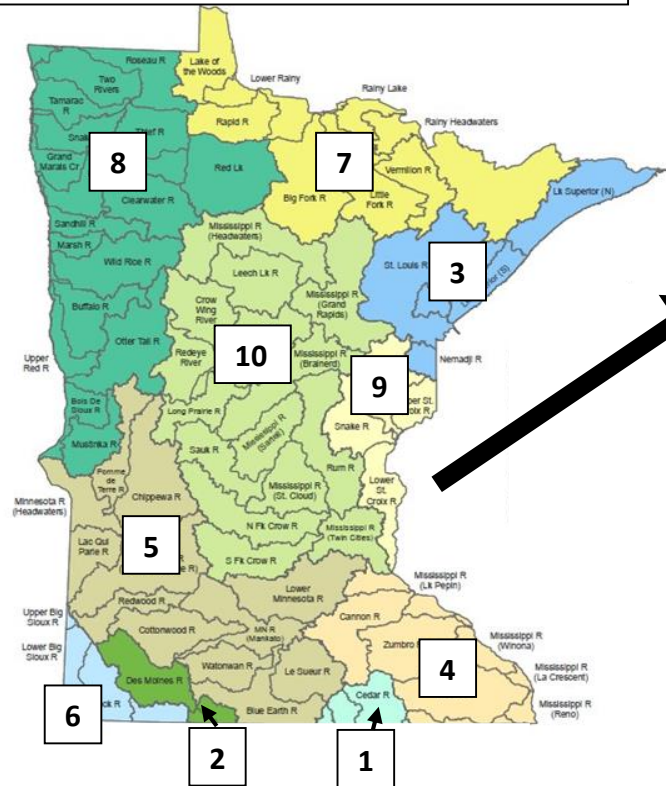 Roseau R
Lake of
the Woods
Two
Rivers
Lower Rainy
Rainy Lake
Tamarac
R
Rapid R
Rainy Headwaters
Thief R
8
7
Grand
Marais Cr
Red Lk
Vermilion R
Lk Superior (N)
Clearwater R
Big Fork R
Little
Fork R
Sandhill R
Mississippi R
(Headwaters)
Marsh R
Wild Rice R
Leech Lk R
St. Louis R
3
Buffalo R
Crow
Wing
River
Mississippi R
(Grand
Rapids)
Otter Tail R
Upper
Red R
Redeye
River
10
Mississippi R
(Brainerd)
Nemadji R
9
Bois De
Sioux R
Long Prairie R
Mustinka R
Snake R
Mississippi R
(Sartell)
Sauk R
Pomme
de
Terre R
Rum R
Chippewa R
Mississippi R
(St. Cloud)
Lower
St.
Croix R
Minnesota R
(Headwaters)
N Fk Crow R
Mississippi R
(Twin Cities)
Lac Qui
Parle R
5
S Fk Crow R
Mississippi R
(Lk Pepin)
Redwood R
Lower
Minnesota R
Upper Big
Sioux R
Cannon R
Cottonwood R
MN R
(Mankato)
Mississippi R
(Winona)
Lower Big
Sioux R
Zumbro
Watonwan R
Le Sueur R
4
Mississippi R
(La Crescent)
Des Moines R
Cedar R
6
Blue Earth R
Mississippi R
(Reno)
2
1